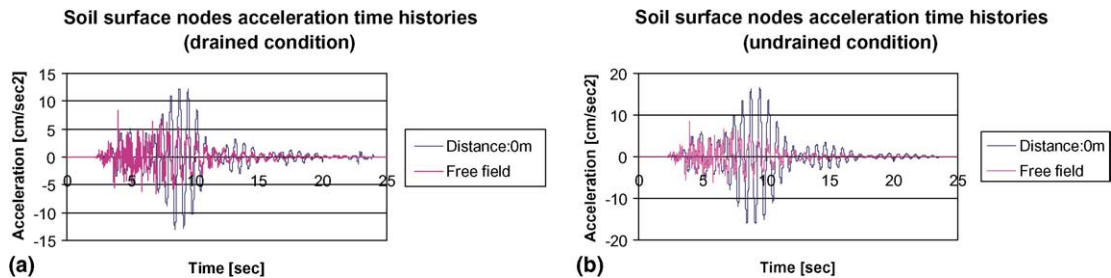 Soil surface nodes acceleration time histories
(drained condition)
Acceleration [cm/sec2]
15
10
5
0
-5
-10
-15
0
5
10
15
20
25
Time [sec]
Distance:0m
Free field
(a)
Soil surface nodes acceleration time histories
(undrained condition)
Acceleration [cm/sec2]
20
10
0
-10
-20
0
5
10
15
20
25
Time [sec]
Distance:0m
Free field
(b)